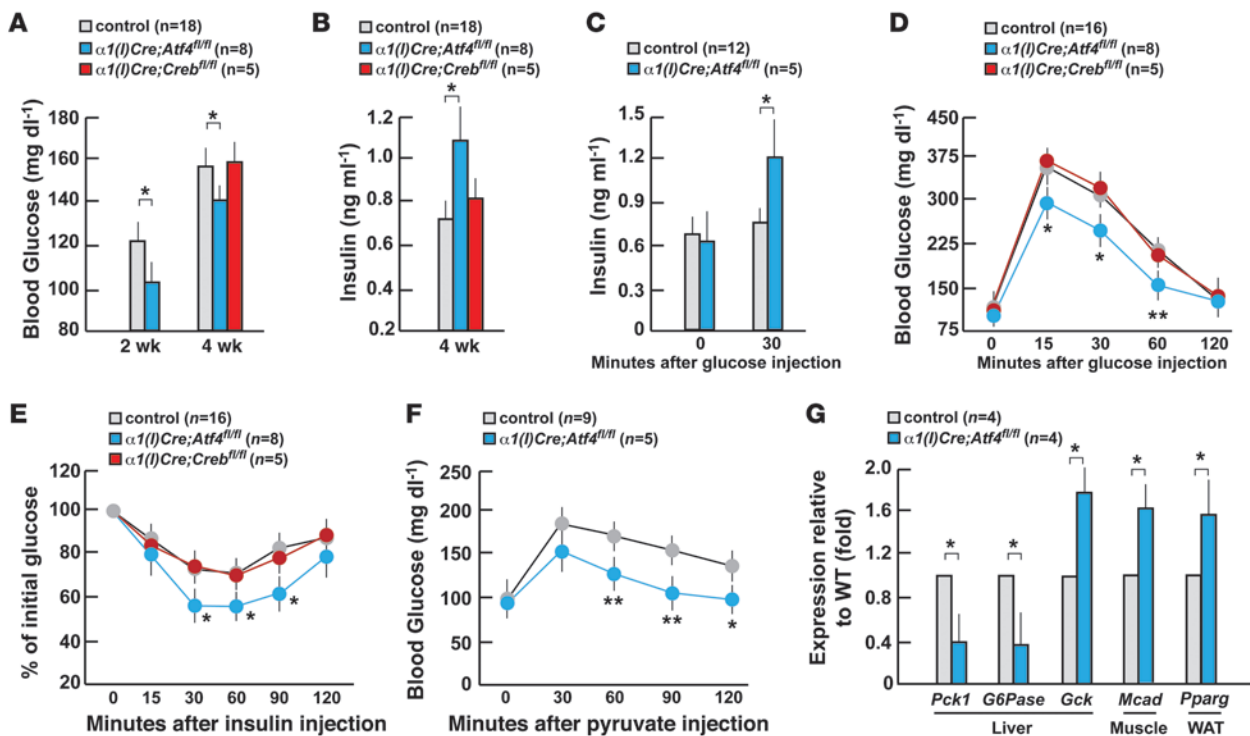 A
control (n=18)
α1(I)Cre;Atf4fl/fl (n=8)
α1(I)Cre;Crebfl/fl (n=5)
Blood Glucose (mg dl-1)
180
160
140
120
100
80
*
*
2 wk
4 wk
B
control (n=18)
α1(I)Cre;Atf4fl/fl (n=8)
α1(I)Cre;Crebfl/fl (n=5)
Insulin (ng ml-1)
1.2
1.0
0.8
0.6
0.4
0.2
*
4 wk
C
control (n=12)
α1(I)Cre;Atf4fl/fl (n=5)
Insulin (ng ml-1)
1.5
1.2
0.9
0.6
0.3
0
*
0
30
Minutes after glucose injection
D
control (n=16)
α1(I)Cre;Atf4fl/fl (n=8)
α1(I)Cre;Crebfl/fl (n=5)
Blood Glucose (mg dl-1)
450
375
300
225
150
75
*
*
**
0 15 30 60 120
Minutes after glucose injection
E
control (n=16)
α1(I)Cre;Atf4fl/fl (n=8)
α1(I)Cre;Crebfl/fl (n=5)
% of initial glucose
120
100
80
60
40
20
*
*
*
0 15 30 60 90 120
Minutes after insulin injection
F
control (n=9)
α1(I)Cre;Atf4fl/fl (n=5)
Blood Glucose (mg dl-1)
250
200
150
100
50
0
**
**
*
0 30 60 90 120
Minutes after pyruvate injection
G
control (n=4)
α1(I)Cre;Atf4fl/fl (n=4)
Expression relative
to WT (fold)
2.0
1.6
1.2
0.8
0.4
0
*
*
*
*
*
Pck1 G6Pase Gck Mcad Pparg
Liver Muscle WAT